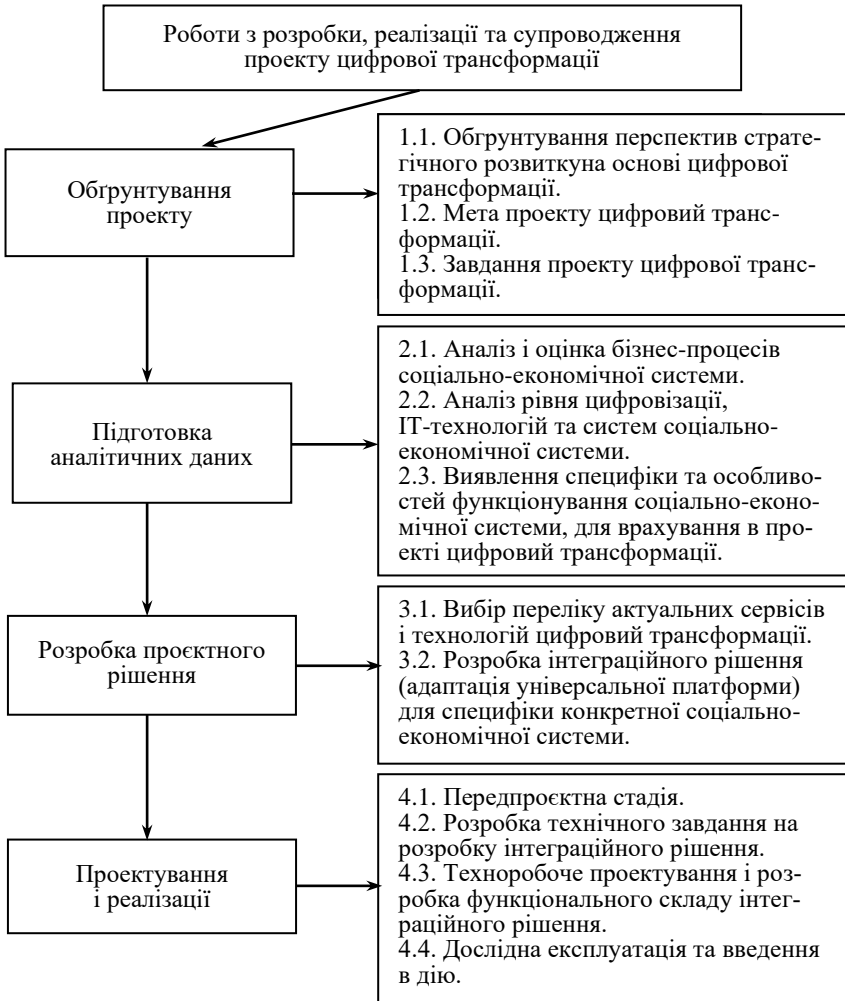 Роботи з розробки, реалізації та супроводження
проекту цифрової трансформації
Обґрунтування
проекту
1.1. Обгрунтування перспектив страте-
гічного розвиткуна основі цифрової
трансформації.
1.2. Мета проекту цифровий транс-
формації.
1.3. Завдання проекту цифрової транс-
формації.
Підготовка
аналітичних даних
2.1. Аналіз і оцінка бізнес-процесів
соціально-економічної системи.
2.2. Аналіз рівня цифровізації,
ІТ-технологій та систем соціально-
економічної системи.
2.3. Виявлення специфіки та особливо-
стей функціонування соціально-еконо-
мічної системи, для врахування в про-
екті цифровий трансформації.
Розробка проєктного
рішення
3.1. Вибір переліку актуальних сервісів
і технологій цифровий трансформації.
3.2. Розробка інтеграційного рішення
(адаптація універсальної платформи)
для специфіки конкретної соціально-
економічної системи.
Проектування
і реалізації
4.1. Передпроєктна стадія.
4.2. Розробка технічного завдання на
розробку інтеграційного рішення.
4.3. Техноробоче проектування і роз-
робка функціонального складу інтег-
раційного рішення.
4.4. Дослідна експлуатація та введення
в дію.